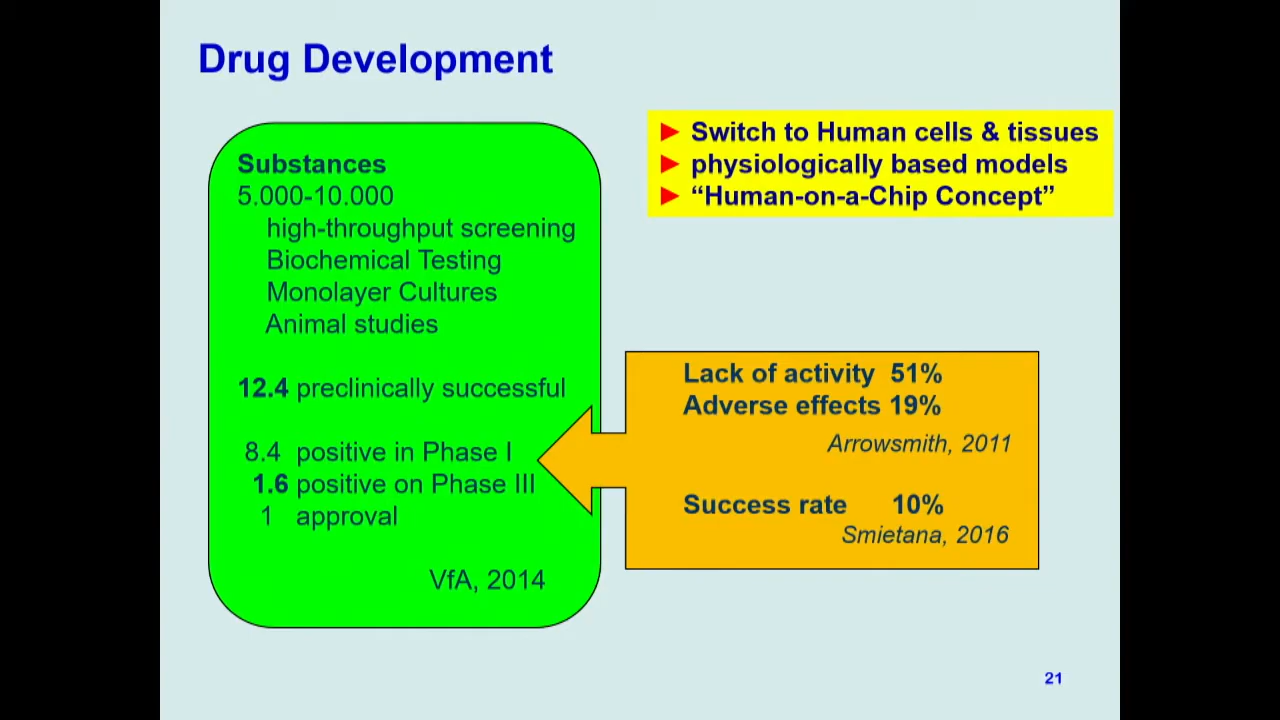 Drug Development
Substances
5.000-10.000
high-throughput screening
Biochemical Testing
Monolayer Cultures
Animal studies
12.4 preclinically successful
8.4 positive in Phase I
1.6 positive on Phase III
1 approval
VfA, 2014
► Switch to Human cells & tissues
► physiologically based models
► “Human-on-a-Chip Concept”
Lack of activity 51%
Adverse effects 19%
Arrowsmith, 2011
Success rate 10%
Smietana, 2016
21